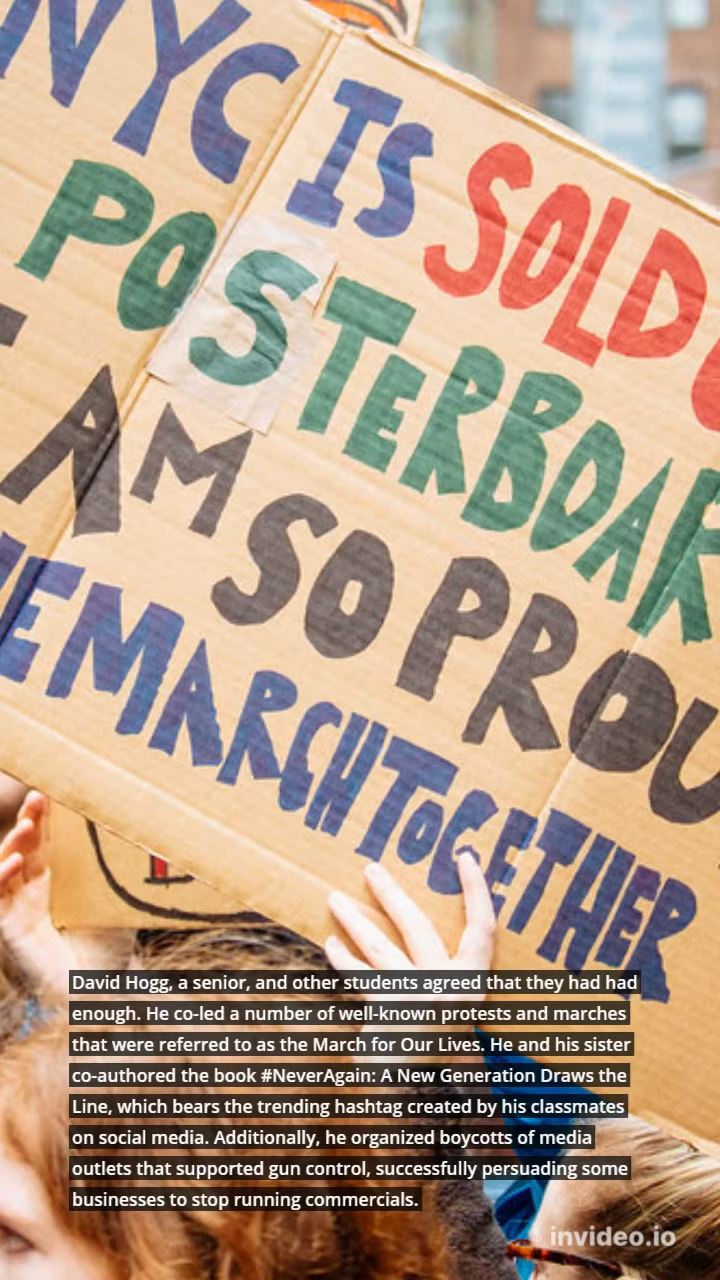 NYC IS SOLD
POSTERBOAR
AM SO PROU
EMARCHTOGETHER
David Hogg, a senior, and other students agreed that they had had
enough. He co-led a number of well-known protests and marches
that were referred to as the March for Our Lives. He and his sister
co-authored the book #NeverAgain: A New Generation Draws the
Line, which bears the trending hashtag created by his classmates
on social media. Additionally, he organized boycotts of media
outlets that supported gun control, successfully persuading some
businesses to stop running commercials.
invideo.io